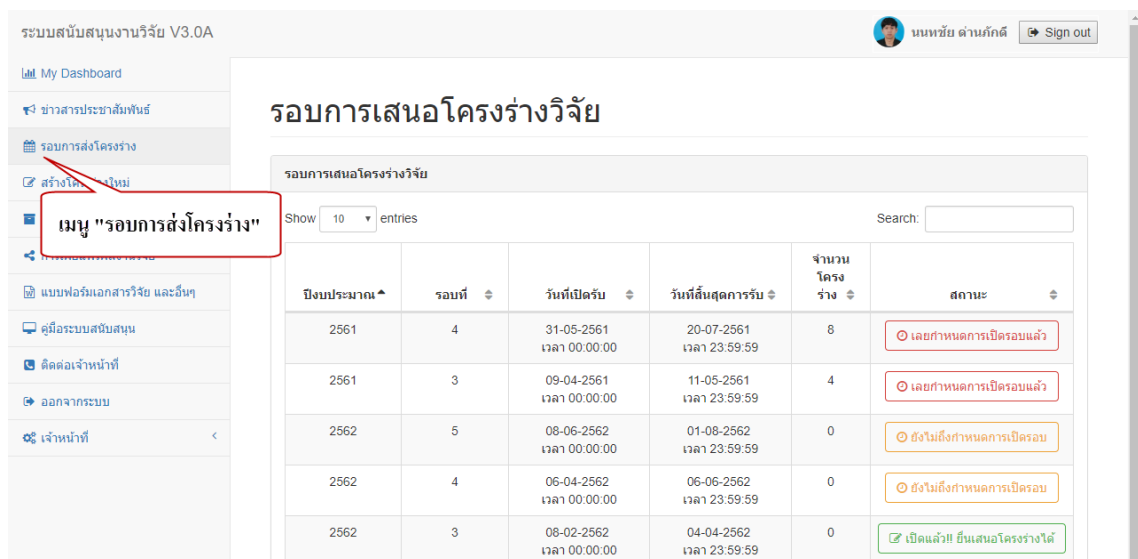 ระบบสนับสนุนงานวิจัย V3.0A
นนทชัย ด่านภักดี
Sign out
My Dashboard
ข่าวสารประชาสัมพันธ์
รอบการส่งโครงร่าง
สร้างโครงร่างใหม่
เมนู "รอบการส่งโครงร่าง"
แบบฟอร์มเอกสารวิจัย และอื่นๆ
คู่มือระบบสนับสนุน
ติดต่อเจ้าหน้าที่
ออกจากระบบ
เจ้าหน้าที่
รอบการเสนอโครงร่างวิจัย
รอบการเสนอโครงร่างวิจัย
Show 10 entries
Search:
ปีงบประมาณ รอบที่ วันที่เปิดรับ วันที่สิ้นสุดการรับ จำนวนโครงร่าง สถานะ
2561 4 31-05-2561 20-07-2561 8 เลยกำหนดการเปิดรอบแล้ว
เวลา 00:00:00 เวลา 23:59:59
2561 3 09-04-2561 11-05-2561 4 เลยกำหนดการเปิดรอบแล้ว
เวลา 00:00:00 เวลา 23:59:59
2562 5 08-06-2562 01-08-2562 0 ยังไม่ถึงกำหนดการเปิดรอบ
เวลา 00:00:00 เวลา 23:59:59
2562 4 06-04-2562 06-06-2562 0 ยังไม่ถึงกำหนดการเปิดรอบ
เวลา 00:00:00 เวลา 23:59:59
2562 3 08-02-2562 04-04-2562 0 เปิดแล้ว!! ยื่นเสนอโครงร่างได้
เวลา 00:00:00 เวลา 23:59:59